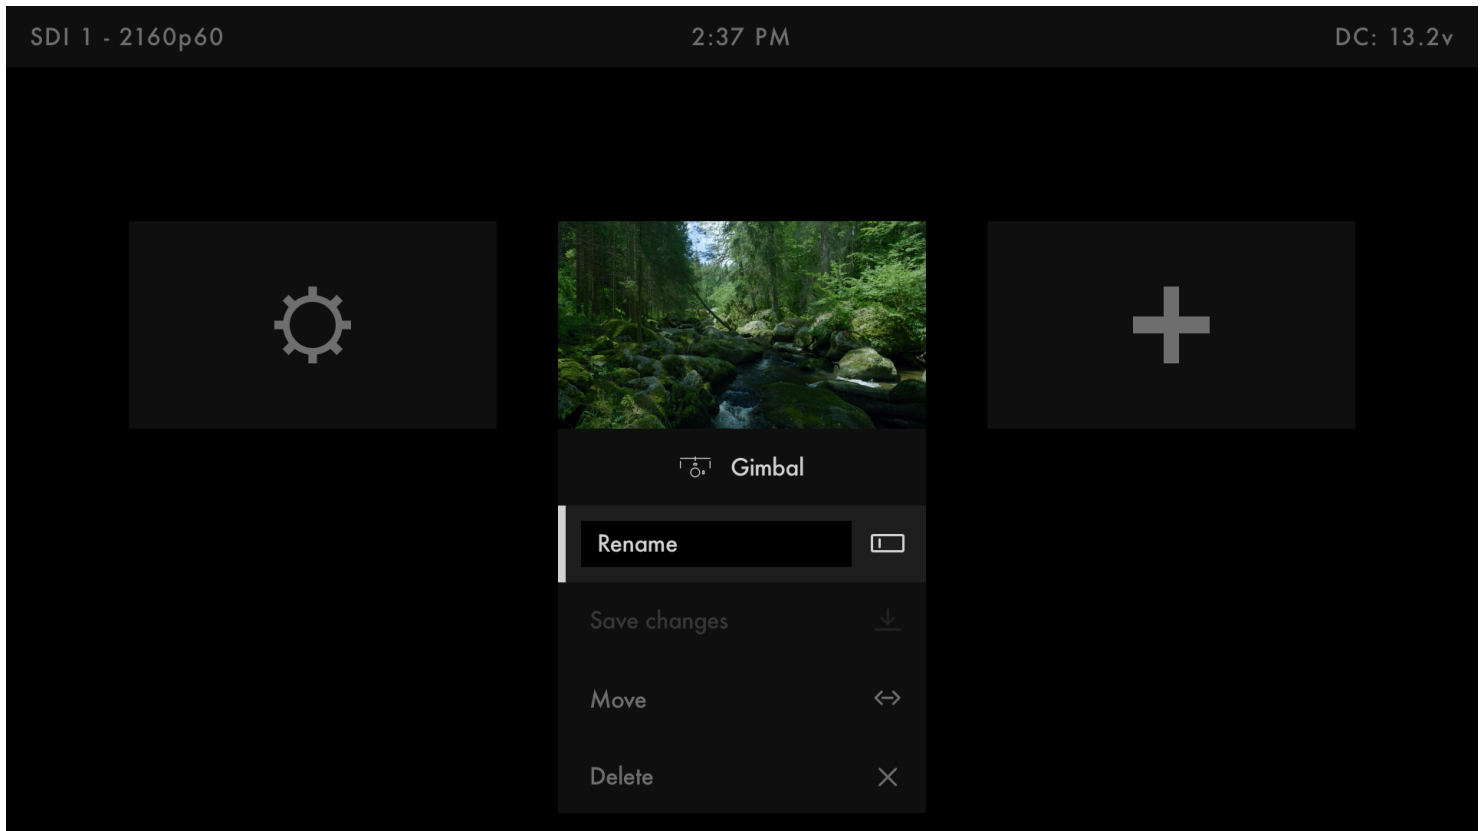 SDI 1 - 2160p60
2:37 PM
DC: 13.2v
Gimbal
Rename
Save changes
Move
Delete